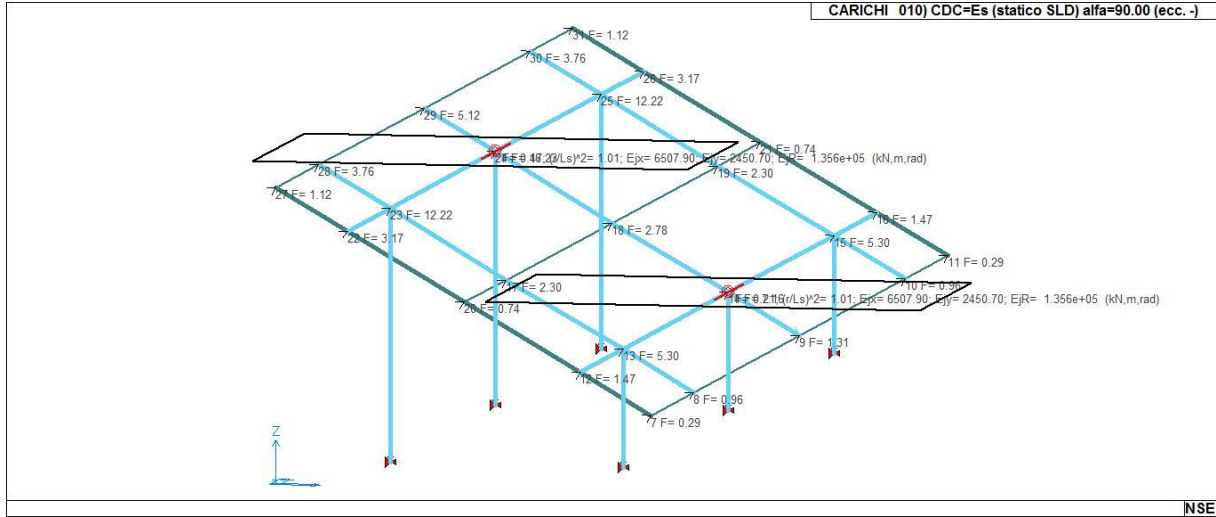 CARICHI 010) CDC=Es (statico SLD) alfa=90.00 (ecc. -)
31 F= 1.12
30 F= 3.76
26 F= 3.17
25 F= 12.22
29 F= 5.12
21 F= 0.74
(r/Ls)^2= 1.01; Ejx= 6507.90; Ejy= 2450.70; EjR= 1.356e+05 (kN,m,rad)
28 F= 3.76
19 F= 2.30
27 F= 1.12
23 F= 12.22
16 F= 1.47
22 F= 3.17
18 F= 2.78
15 F= 5.30
11 F= 0.29
17 F= 2.30
10 F= 0.96
(r/Ls)^2= 1.01; Ejx= 6507.90; Ejy= 2450.70; EjR= 1.356e+05 (kN,m,rad)
20 F= 0.74
9 F= 1.31
13 F= 5.30
12 F= 1.47
8 F= 0.96
7 F= 0.29
Z
NSE